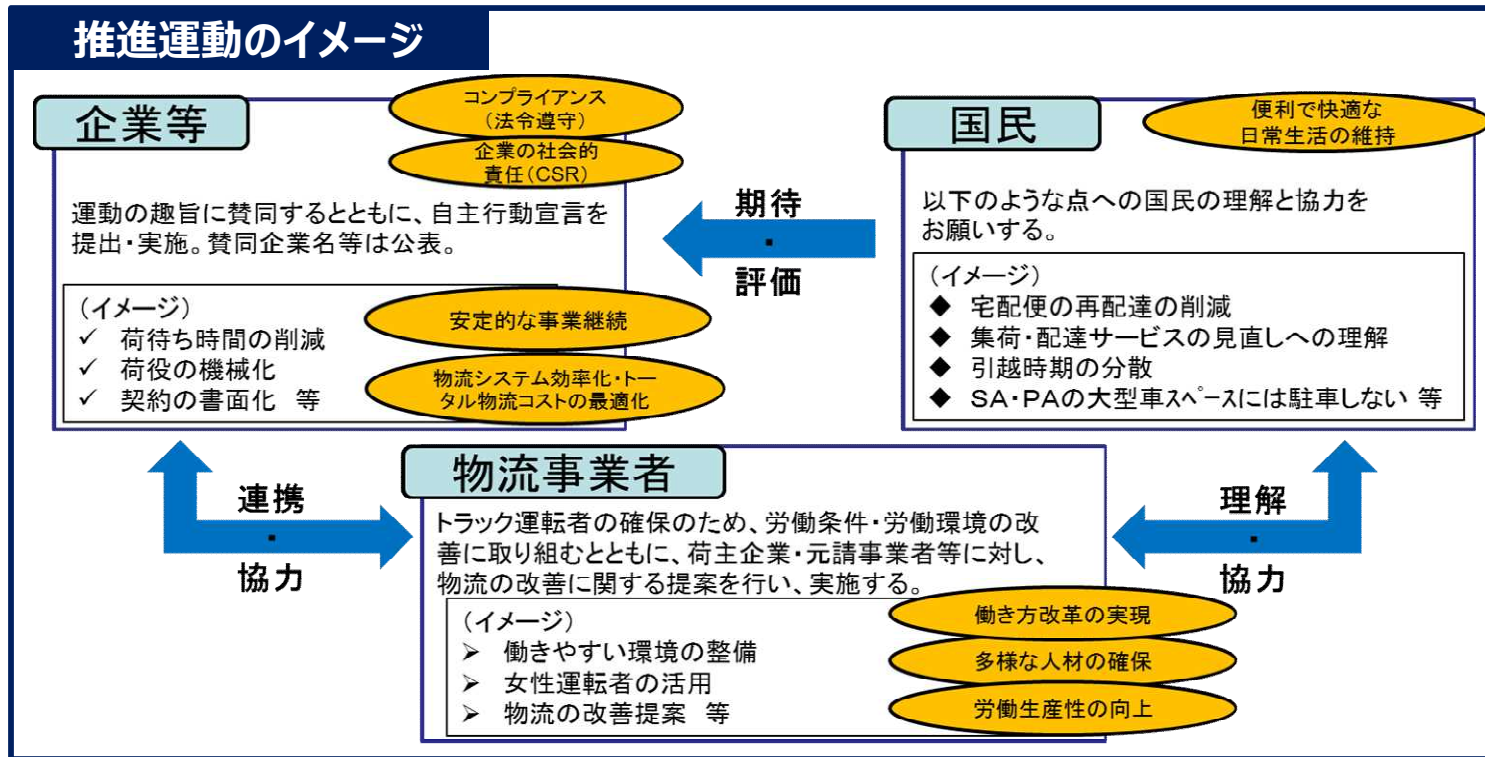 推進運動のイメージ
企業等
コンプライアンス
(法令遵守)
企業の社会的
責任(CSR)
運動の趣旨に賛同するとともに、自主行動宣言を
提出・実施。賛同企業名等は公表。
(イメージ)
✓ 荷待ち時間の削減
✓ 荷役の機械化
✓ 契約の書面化 等
安定的な事業継続
物流システム効率化・トー
タル物流コストの最適化
期待
・
評価
国民
便利で快適な
日常生活の維持
以下のような点への国民の理解と協力を
お願いする。
(イメージ)
◆ 宅配便の再配達の削減
◆ 集荷・配達サービスの見直しへの理解
◆ 引越時期の分散
◆ SA・PAの大型車スペースには駐車しない 等
連携
・
協力
物流事業者
トラック運転者の確保のため、労働条件・労働環境の改
善に取り組むとともに、荷主企業・元請事業者等に対し、
物流の改善に関する提案を行い、実施する。
(イメージ)
➢ 働きやすい環境の整備
➢ 女性運転者の活用
➢ 物流の改善提案 等
働き方改革の実現
多様な人材の確保
労働生産性の向上
理解
・
協力